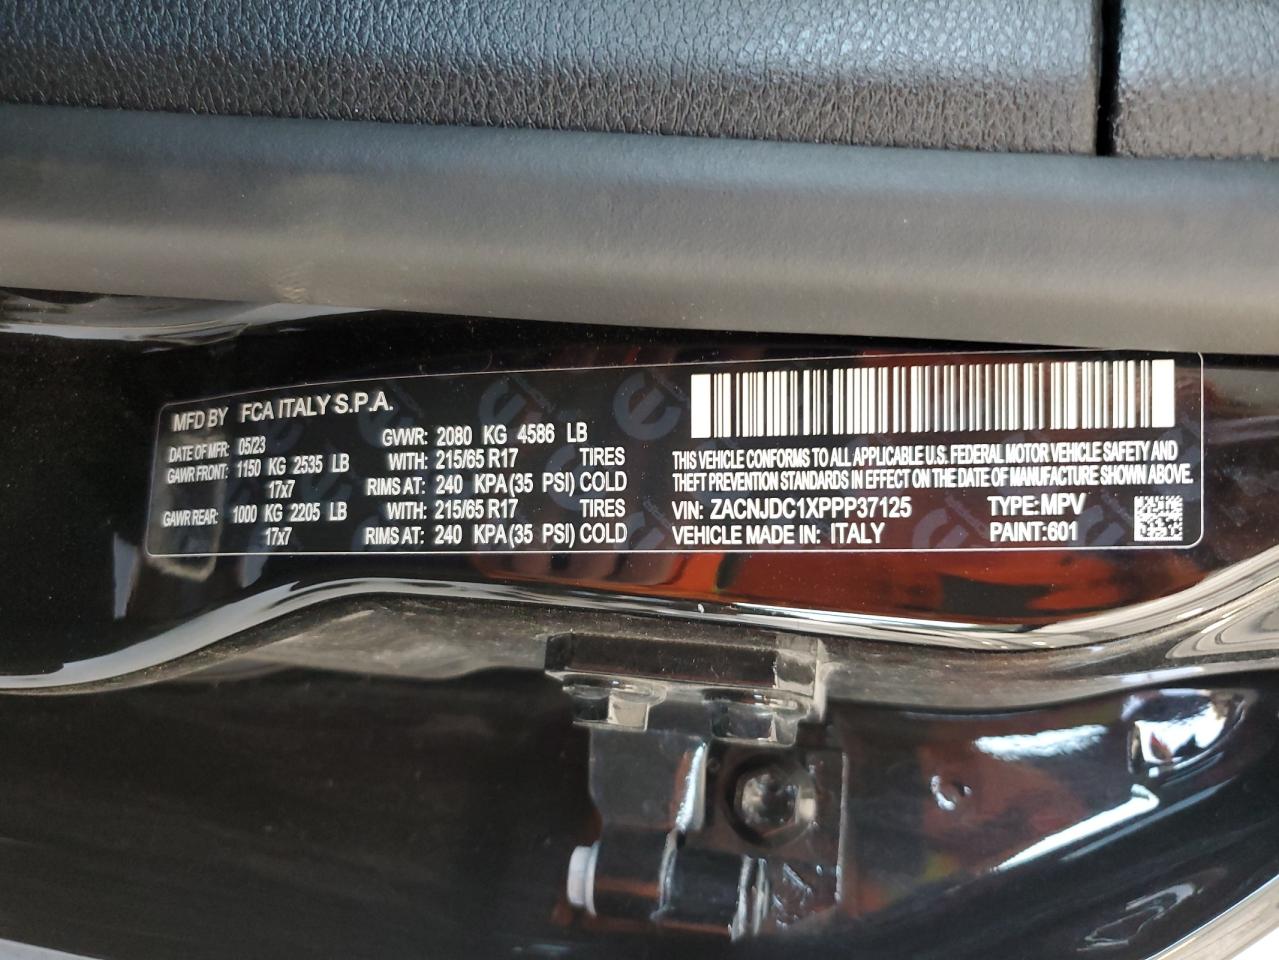 MFD BY FCA ITALY S.P.A.
DATE OF MFR: 05/23 GVWR: 2080 KG 4586 LB
GAWR FRONT: 1150 KG 2535 LB WITH: 215/65 R17 TIRES
17x7 RIMS AT: 240 KPA(35 PSI) COLD
GAWR REAR: 1000 KG 2205 LB WITH: 215/65 R17 TIRES
17x7 RIMS AT: 240 KPA(35 PSI) COLD
THIS VEHICLE CONFORMS TO ALL APPLICABLE U.S. FEDERAL MOTOR VEHICLE SAFETY AND
THEFT PREVENTION STANDARDS IN EFFECT ON THE DATE OF MANUFACTURE SHOWN ABOVE.
VIN: ZACNJDC1XPPP37125 TYPE: MPV
VEHICLE MADE IN: ITALY PAINT: 601